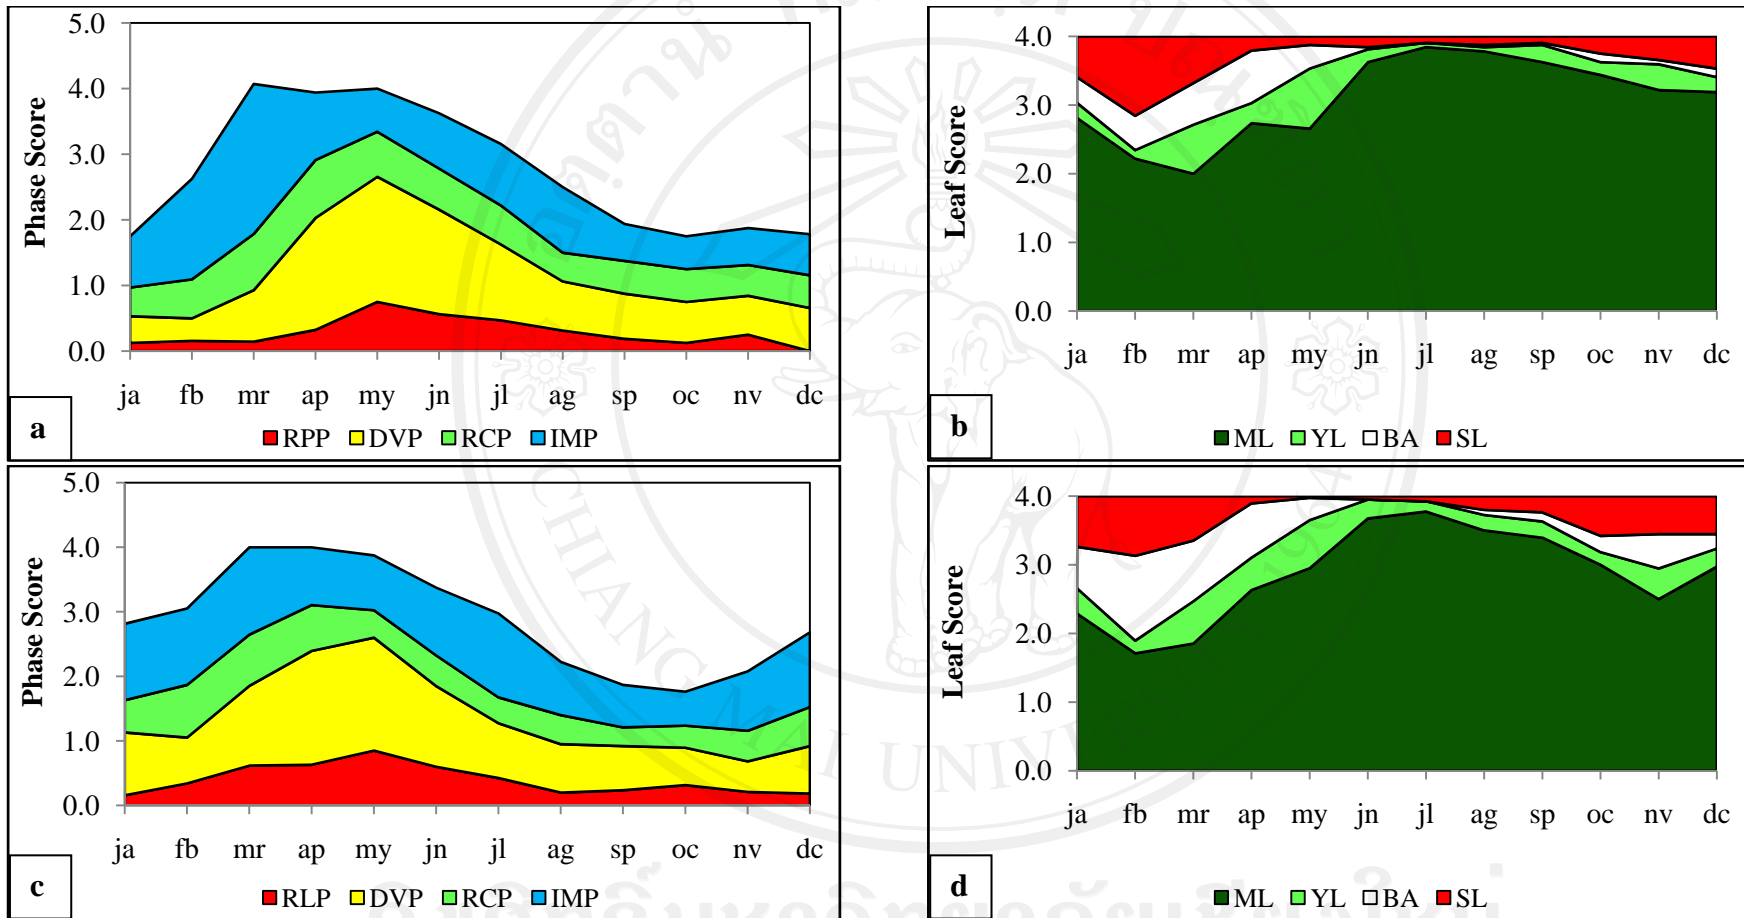 5.0
4.0
3.0
2.0
1.0
0.0
Phase Score
ja fb mr ap my jn jl ag sp oc nv dc
a
RPP DVP RCP IMP
4.0
3.0
2.0
1.0
0.0
Leaf Score
ja fb mr ap my jn jl ag sp oc nv dc
b
ML YL BA SL
5.0
4.0
3.0
2.0
1.0
0.0
Phase Score
ja fb mr ap my jn jl ag sp oc nv dc
c
RLP DVP RCP IMP
4.0
3.0
2.0
1.0
0.0
Leaf Score
ja fb mr ap my jn jl ag sp oc nv dc
d
ML YL BA SL
CHIANG MAI UNIVE
1964